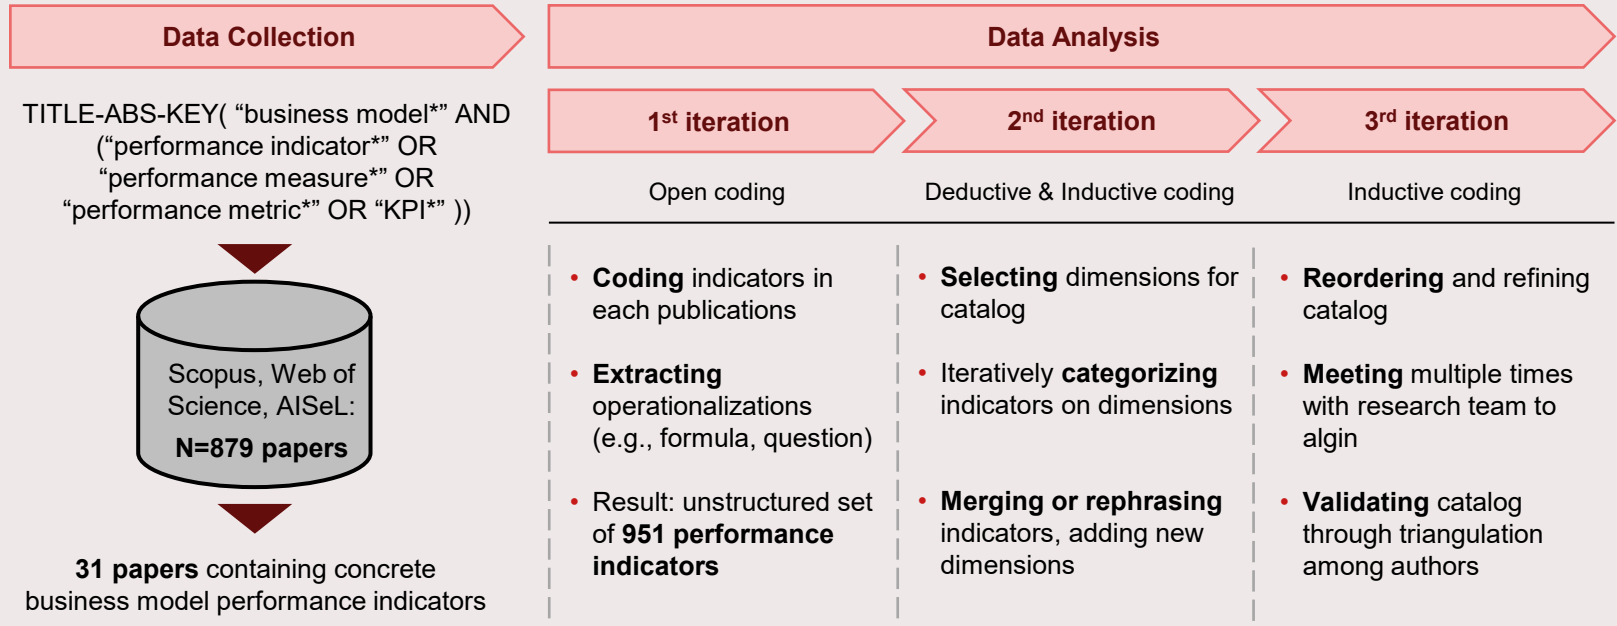 Data Collection
TITLE-ABS-KEY( “business model*” AND
(“performance indicator*” OR
“performance measure*” OR
“performance metric*” OR “KPI*” ))
Scopus, Web of
Science, AISeL:
N=879 papers
31 papers containing concrete
business model performance indicators
Data Analysis
1st iteration
Open coding
• Coding indicators in
each publications
• Extracting
operationalizations
(e.g., formula, question)
• Result: unstructured set
of 951 performance
indicators
2nd iteration
Deductive & Inductive coding
• Selecting dimensions for
catalog
• Iteratively categorizing
indicators on dimensions
• Merging or rephrasing
indicators, adding new
dimensions
3rd iteration
Inductive coding
• Reordering and refining
catalog
• Meeting multiple times
with research team to
algin
• Validating catalog
through triangulation
among authors